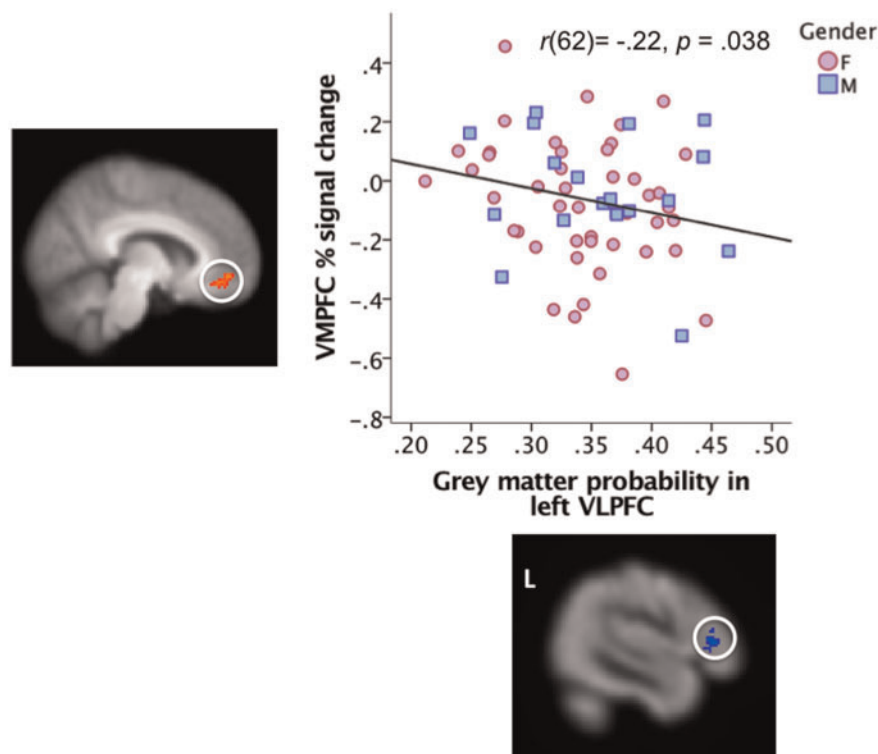 r(62)= -.22, p = .038
Gender
F
M
VMPFC % signal change
.4
.2
.0
-.2
-.4
-.6
-.8
.20 .25 .30 .35 .40 .45 .50
Grey matter probability in
left VLPFC
L